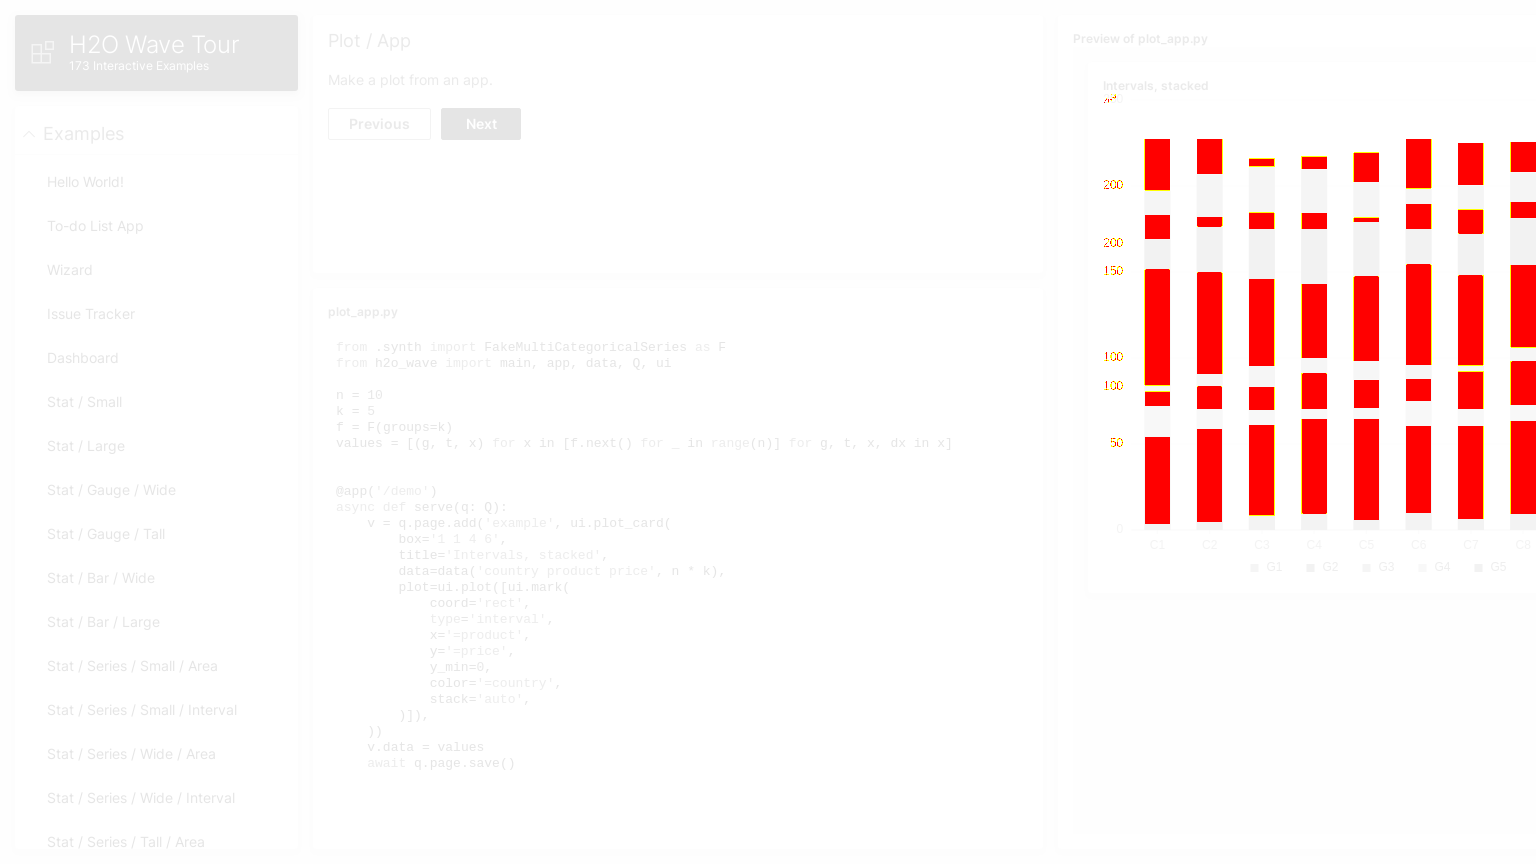 H2O Wave Tour
173 Interactive Examples
Examples
Hello World!
To-do List App
Wizard
Issue Tracker
Dashboard
Stat / Small
Stat / Large
Stat / Gauge / Wide
Stat / Gauge / Tall
Stat / Bar / Wide
Stat / Bar / Large
Stat / Series / Small / Area
Stat / Series / Small / Interval
Stat / Series / Wide / Area
Stat / Series / Wide / Interval
Stat / Series / Tall / Area
Plot / App
Make a plot from an app.
Previous Next
plot_app.py
from .synth import FakeMultiCategoricalSeries as F
from h2o_wave import main, app, data, Q, ui
n = 10
k = 5
f = F(groups=k)
values = [(g, t, x) for x in [f.next() for _ in range(n)] for g, t, x, dx in x]
@app('/demo')
async def serve(q: Q):
v = q.page.add('example', ui.plot_card(
box='1 1 4 6',
title='Intervals, stacked',
data=data('country product price', n * k),
plot=ui.plot([ui.mark(
coord='rect',
type='interval',
x='=product',
y='=price',
y_min=0,
color='=country',
stack='auto',
)]),
))
v.data = values
await q.page.save()
Preview of plot_app.py
Intervals, stacked
200
200
150
100
100
50
0
C1 C2 C3 C4 C5 C6 C7 C8
G1 G2 G3 G4 G5